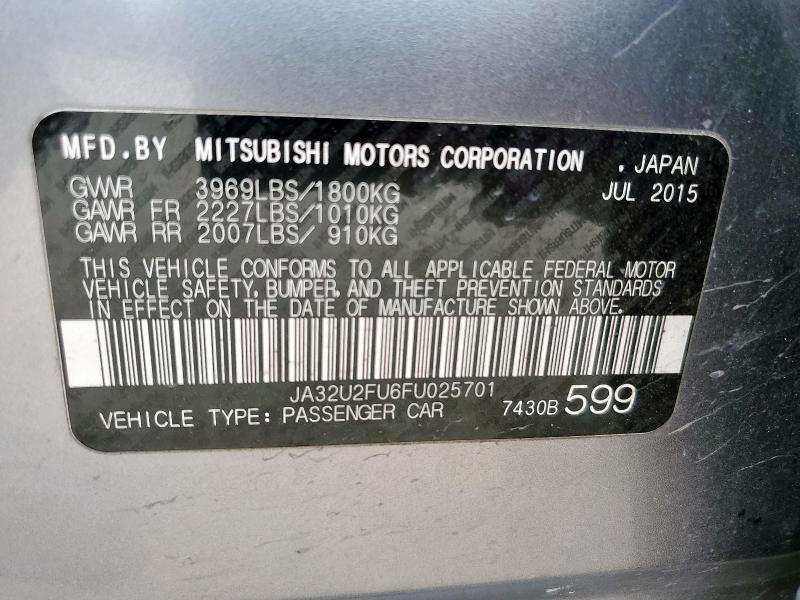 MFD.BY MITSUBISHI MOTORS CORPORATION . JAPAN
GVWR 3969LBS/1800KG JUL 2015
GAWR FR 2227LBS/1010KG
GAWR RR 2007LBS/ 910KG
THIS VEHICLE CONFORMS TO ALL APPLICABLE FEDERAL MOTOR
VEHICLE SAFETY, BUMPER, AND THEFT PREVENTION STANDARDS
IN EFFECT ON THE DATE OF MANUFACTURE SHOWN ABOVE.
JA32U2FU6FU025701
VEHICLE TYPE: PASSENGER CAR 7430B 599